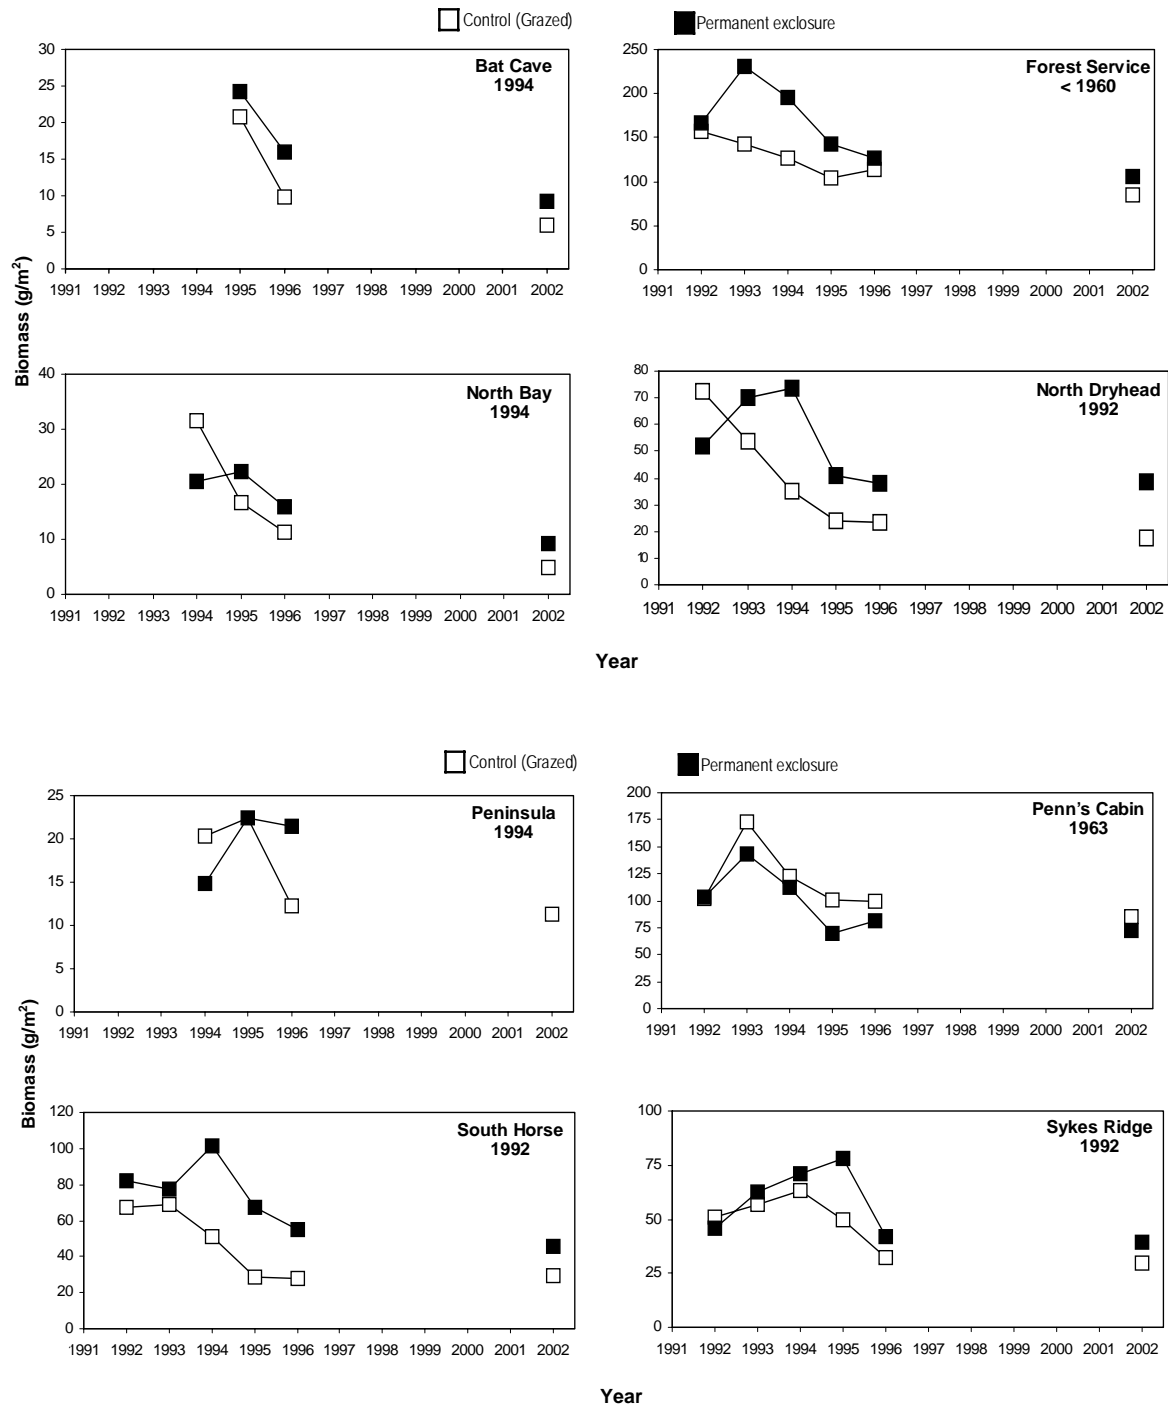 Control (Grazed)
Permanent exclosure
Biomass (g/m²)
Bat Cave
1994
30
25
20
15
10
5
0
1991 1992 1993 1994 1995 1996 1997 1998 1999 2000 2001 2002
Forest Service
< 1960
250
200
150
100
50
0
1991 1992 1993 1994 1995 1996 1997 1998 1999 2000 2001 2002
North Bay
1994
40
30
20
10
0
1991 1992 1993 1994 1995 1996 1997 1998 1999 2000 2001 2002
North Dryhead
1992
80
70
60
50
40
30
20
10
0
1991 1992 1993 1994 1995 1996 1997 1998 1999 2000 2001 2002
Year
Control (Grazed)
Permanent exclosure
Biomass (g/m²)
Peninsula
1994
25
20
15
10
5
0
1991 1992 1993 1994 1995 1996 1997 1998 1999 2000 2001 2002
Penn's Cabin
1963
200
175
150
125
100
75
50
25
0
1991 1992 1993 1994 1995 1996 1997 1998 1999 2000 2001 2002
South Horse
1992
120
100
80
60
40
20
0
1991 1992 1993 1994 1995 1996 1997 1998 1999 2000 2001 2002
Sykes Ridge
1992
100
75
50
25
0
1991 1992 1993 1994 1995 1996 1997 1998 1999 2000 2001 2002
Year